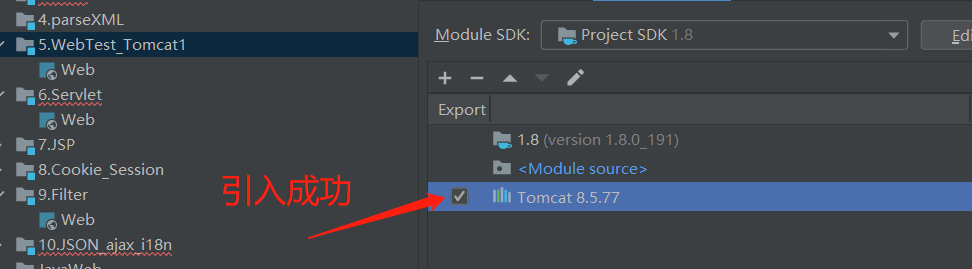 4.parseXML
5.WebTest_Tomcat1
Web
6.Servlet
Web
7.JSP
8.Cookie_Session
9.Filter
Web
10.JSON_ajax_i18n
JavaWeb
Module SDK:
Project SDK 1.8
Edi
Export
1.8 (version 1.8.0_191)
<Module source>
Tomcat 8.5.77
引入成功